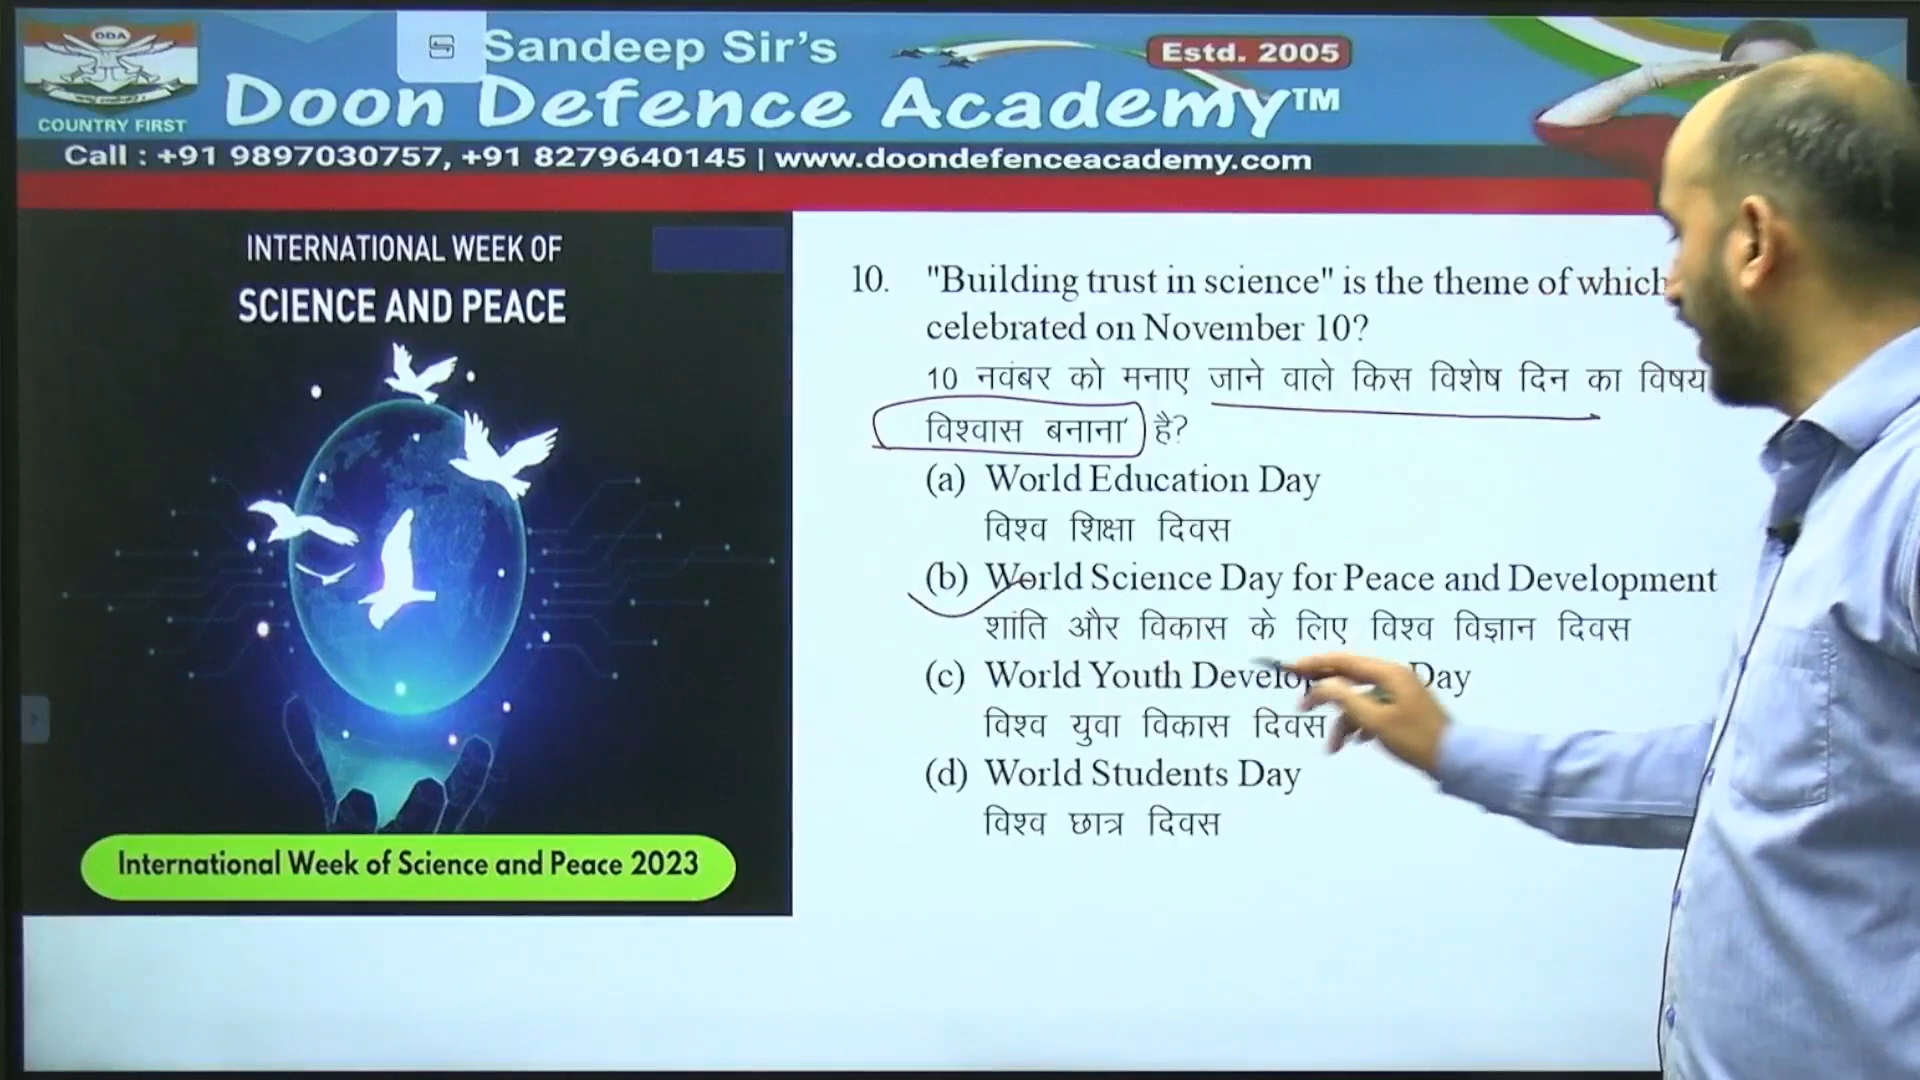 DDA
COUNTRY FIRST
Sandeep Sir's
Estd. 2005
Doon Defence Academy™
Call : +91 9897030757, +91 8279640145 | www.doondefenceacademy.com
INTERNATIONAL WEEK OF
SCIENCE AND PEACE
International Week of Science and Peace 2023
10. "Building trust in science" is the theme of which
celebrated on November 10?
10 नवंबर को मनाए जाने वाले किस विशेष दिन का विषय
विश्वास बनाना' है?
(a) World Education Day
विश्व शिक्षा दिवस
(b) World Science Day for Peace and Development
शांति और विकास के लिए विश्व विज्ञान दिवस
(c) World Youth Day
विश्व युवा विकास दिवस
(d) World Students Day
विश्व छात्र दिवस